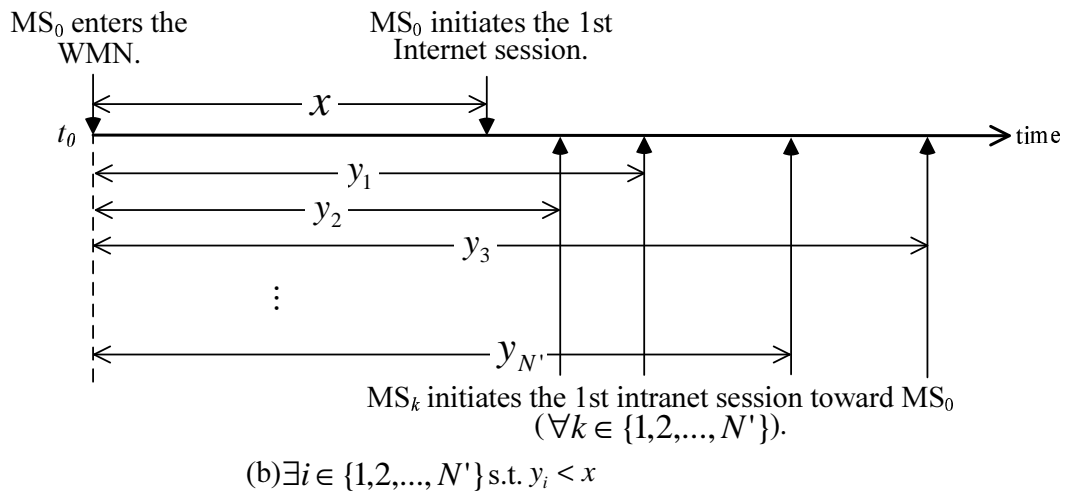 MS₀ enters the
WMN.
MS₀ initiates the 1st
Internet session.
x
t₀
time
y₁
y₂
y₃
⋮
y_N'
MSₖ initiates the 1st intranet session toward MS₀
(∀k ∈ {1,2,..., N'}).
(b)∃i ∈ {1,2,..., N'} s.t. yᵢ < x